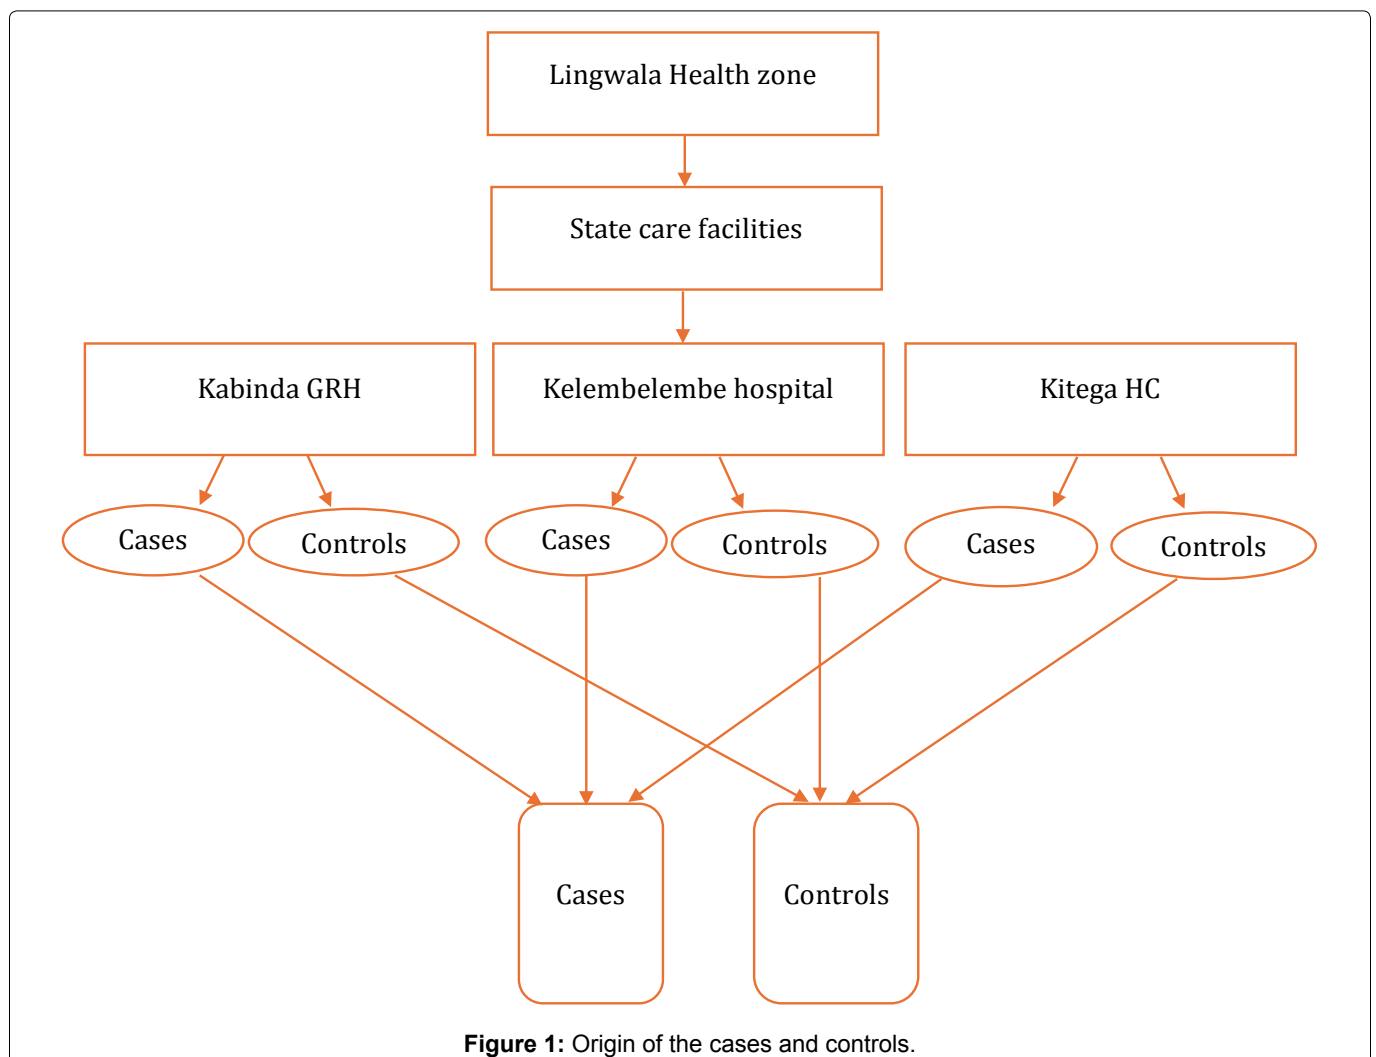 Lingwala Health zone
State care facilities
Kabinda GRH
Kelembelembe hospital
Kitega HC
Cases
Controls
Cases
Controls
Cases
Controls
Cases
Controls
Figure 1: Origin of the cases and controls.